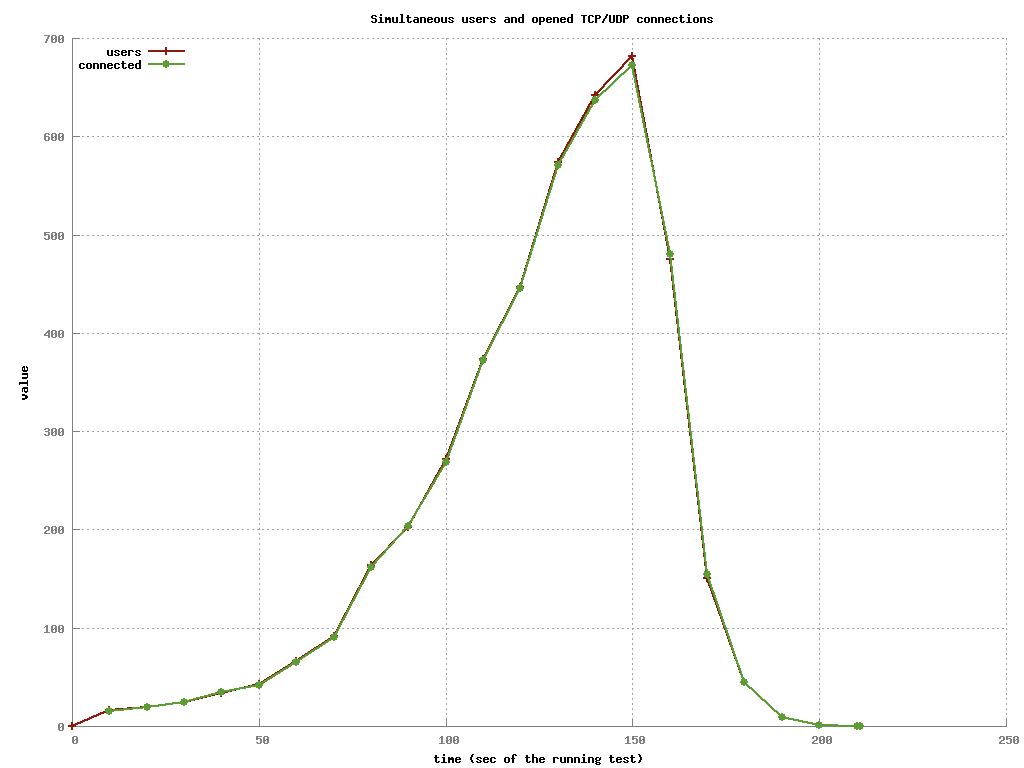 Simultaneous users and opened TCP/UDP connections
users
connected
700
600
500
400
300
200
100
0
value
0 50 100 150 200 250
time (sec of the running test)